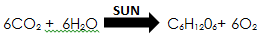 SUN
6CO₂ + 6H₂O → C₆H₁₂0₆+ 6O₂